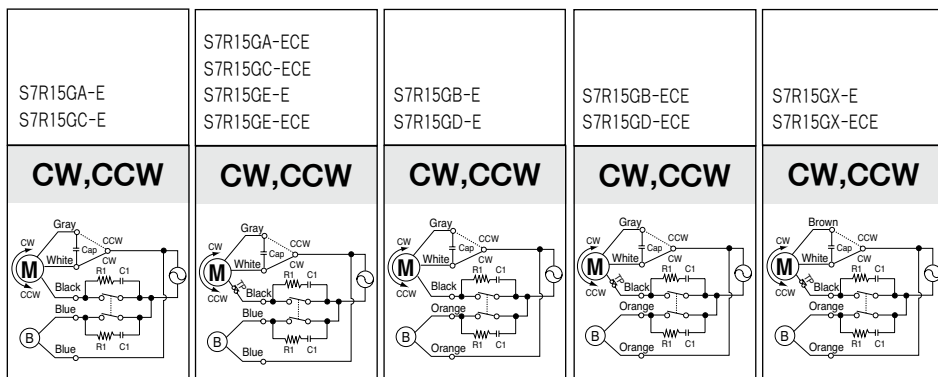 S7R15GA-E
S7R15GC-E
S7R15GA-ECE
S7R15GC-ECE
S7R15GE-E
S7R15GE-ECE
S7R15GB-E
S7R15GD-E
S7R15GB-ECE
S7R15GD-ECE
S7R15GX-E
S7R15GX-ECE
CW,CCW
CW,CCW
CW,CCW
CW,CCW
CW,CCW
Gray
CW
CCW
Cap
White
CW
M
R1 C1
Black
CCW
Blue
B
R1 C1
Blue
Gray
CW
CCW
Cap
White
CW
M
TP
R1 C1
Black
CCW
Blue
B
R1 C1
Blue
Gray
CW
CCW
Cap
White
CW
M
R1 C1
Black
CCW
Orange
B
R1 C1
Orange
Gray
CW
CCW
Cap
White
CW
M
TP
R1 C1
Black
CCW
Orange
B
R1 C1
Orange
Brown
CW
CCW
Cap
White
CW
M
TP
R1 C1
Black
CCW
Orange
B
R1 C1
Orange